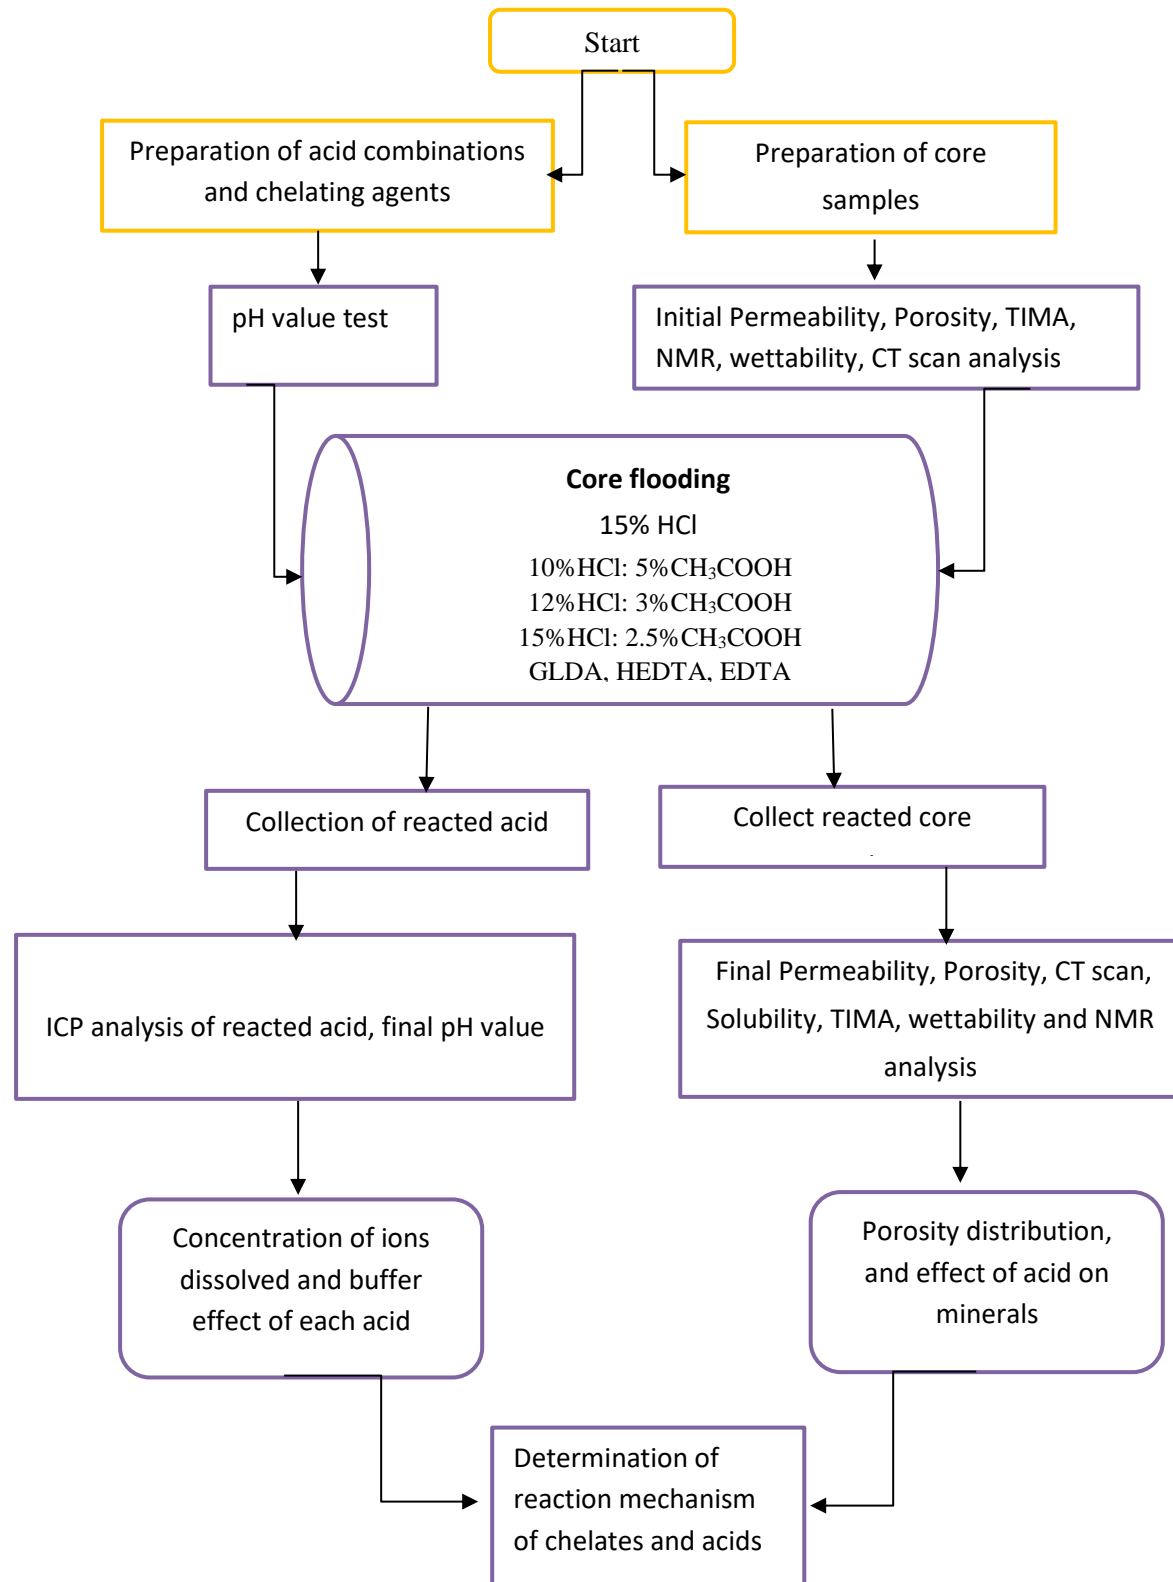 Start
Preparation of acid combinations
and chelating agents
Preparation of core
samples
pH value test
Initial Permeability, Porosity, TIMA,
NMR, wettability, CT scan analysis
Core flooding
15% HCl
10%HCl: 5%CH₃COOH
12%HCl: 3%CH₃COOH
15%HCl: 2.5%CH₃COOH
GLDA, HEDTA, EDTA
Collection of reacted acid
Collect reacted core
ICP analysis of reacted acid, final pH value
Final Permeability, Porosity, CT scan,
Solubility, TIMA, wettability and NMR
analysis
Concentration of ions
dissolved and buffer
effect of each acid
Porosity distribution,
and effect of acid on
minerals
Determination of
reaction mechanism
of chelates and acids